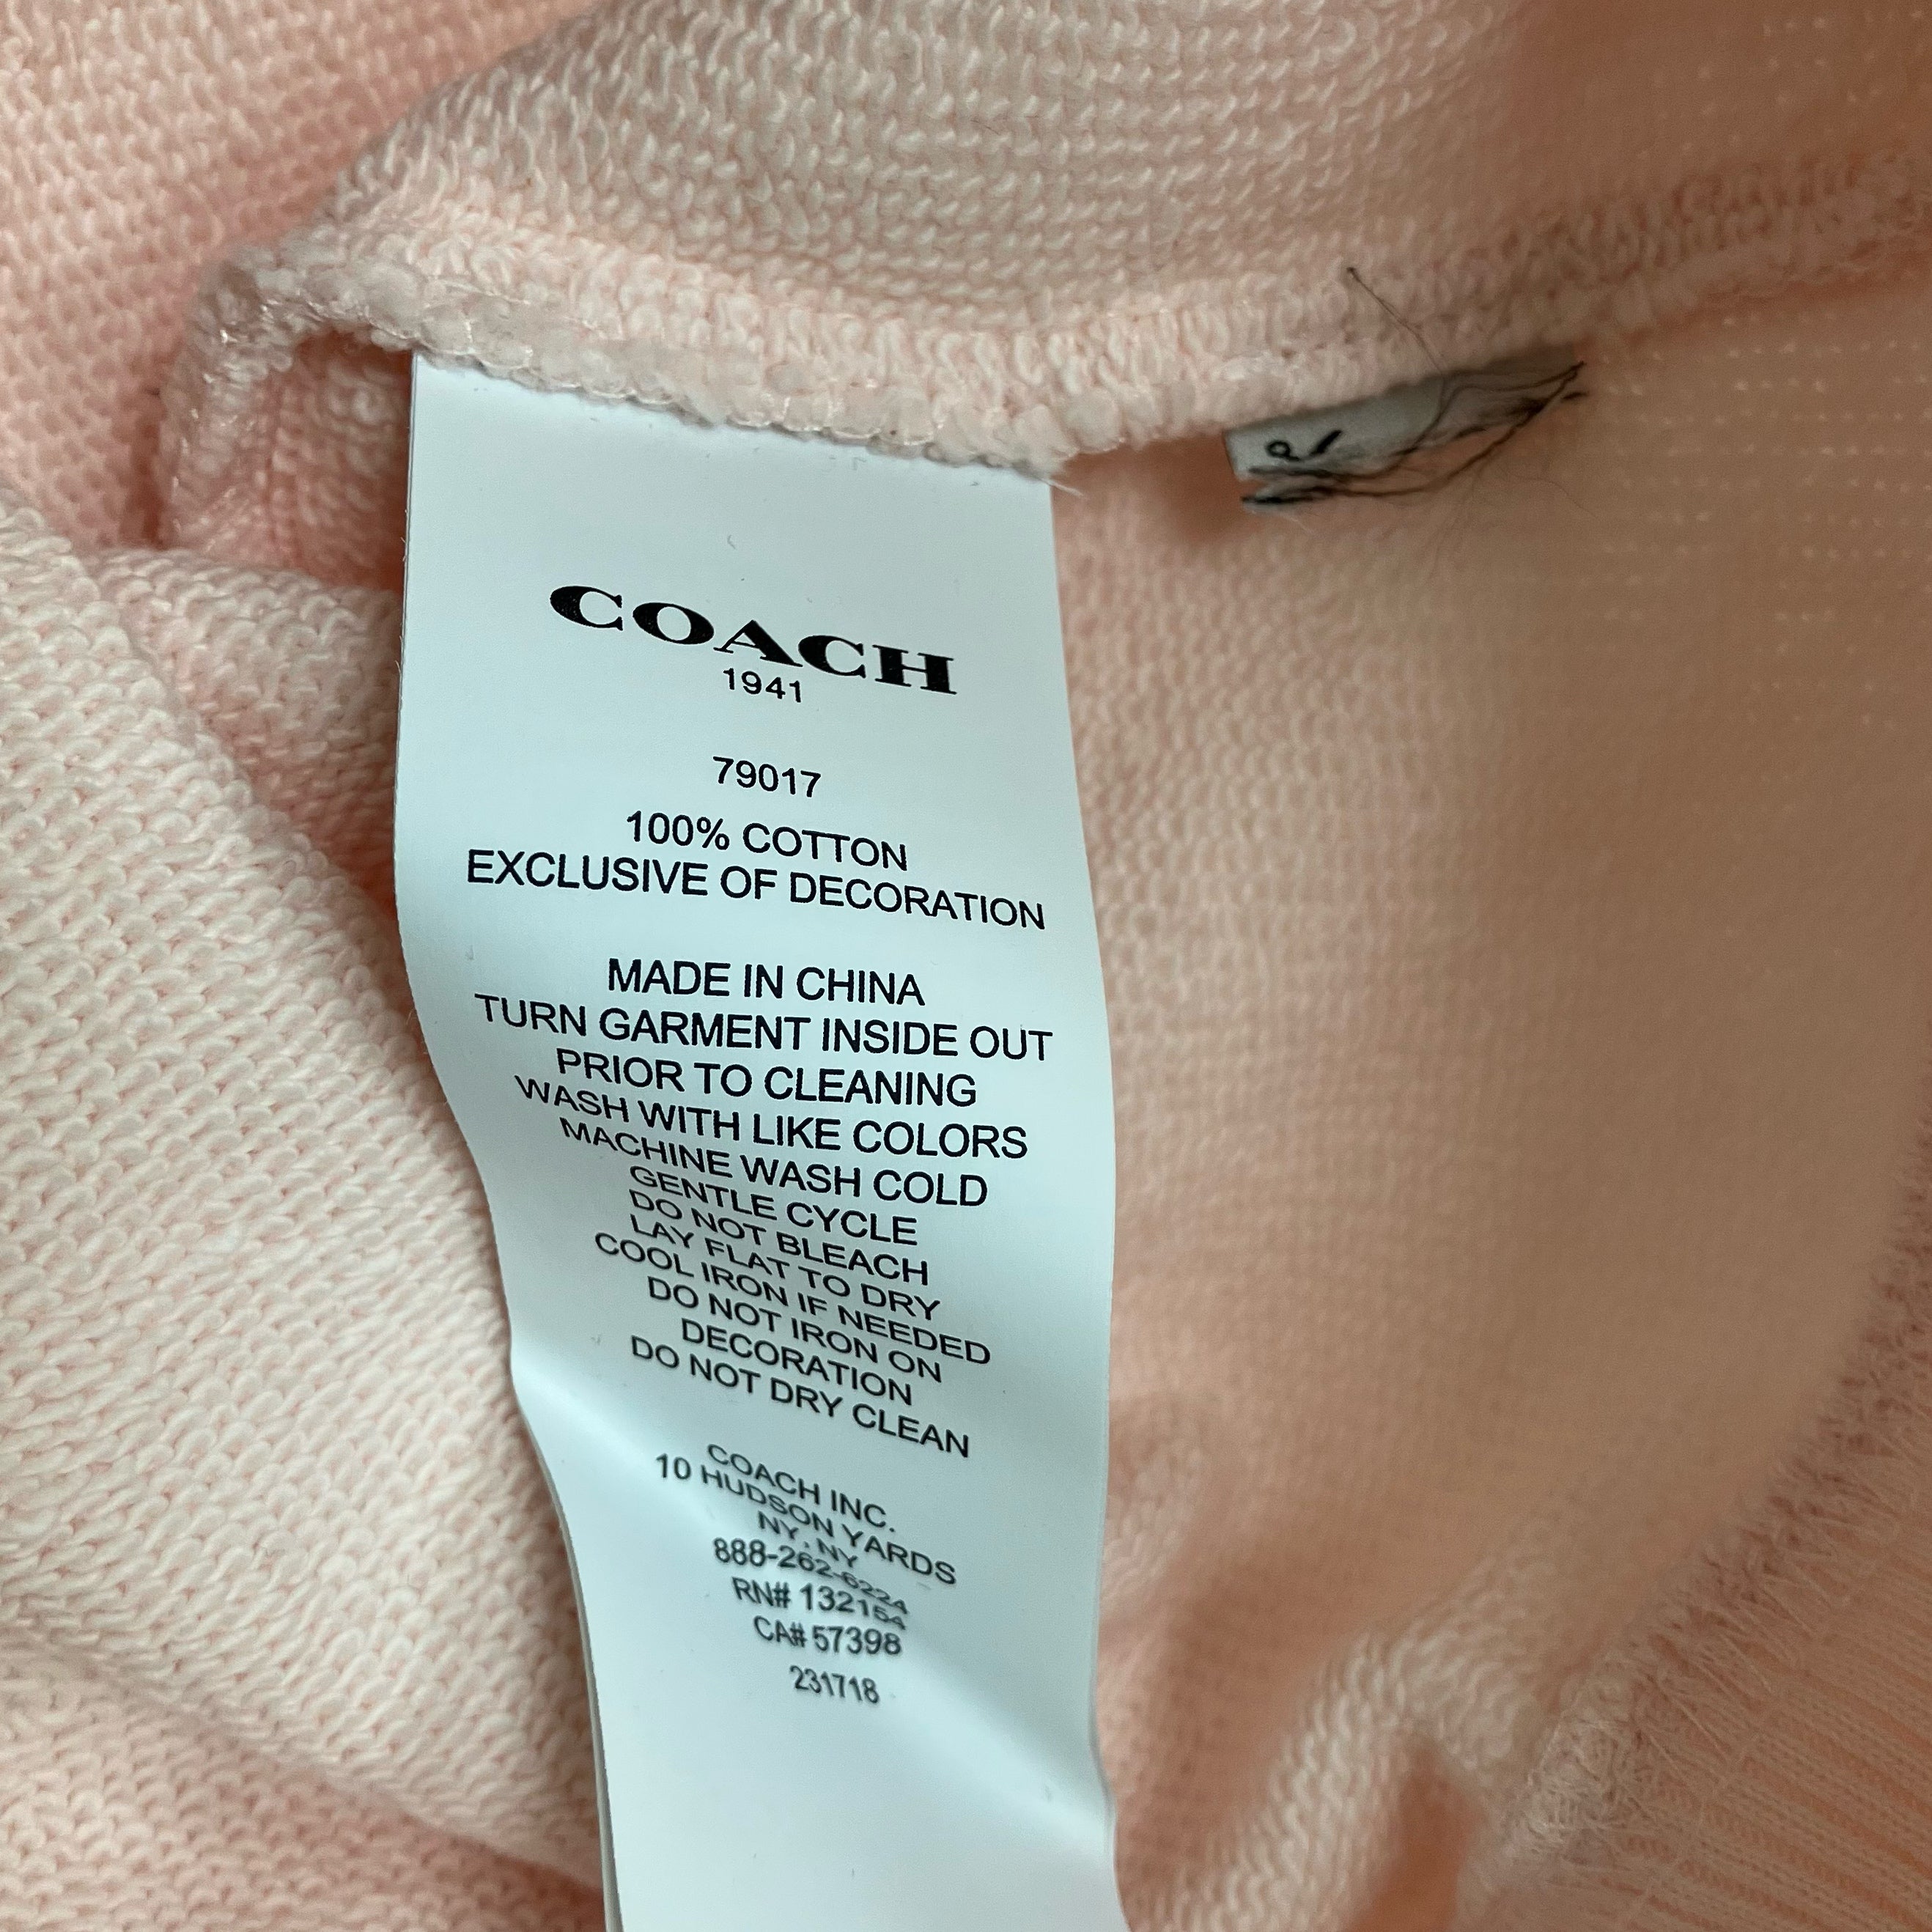 COACH
1941
79017
100% COTTON
EXCLUSIVE OF DECORATION
MADE IN CHINA
TURN GARMENT INSIDE OUT
PRIOR TO CLEANING
WASH WITH LIKE COLORS
MACHINE WASH COLD
GENTLE CYCLE
DO NOT BLEACH
LAY FLAT TO DRY
COOL IRON IF NEEDED
DO NOT IRON ON
DECORATION
DO NOT DRY CLEAN
COACH INC.
10 HUDSON YARDS
NY, NY
888-262-6224
RN# 132154
CA# 57398
231718